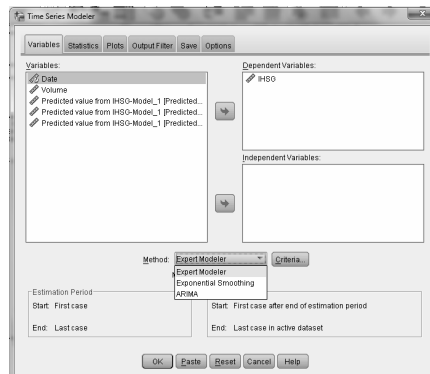 Time Series Modeler
Variables Statistics Plots Output Filter Save Options
Variables:
Date
Volume
Predicted value from IHSG-Model_1 [Predicted...
Predicted value from IHSG-Model_1 [Predicted...
Predicted value from IHSG-Model_1 [Predicted...
Dependent Variables:
IHSG
Independent Variables:
Method: Expert Modeler Criteria...
Expert Modeler
Exponential Smoothing
ARIMA
Estimation Period
Start: First case
End: Last case
Start: First case after end of estimation period
End: Last case in active dataset
OK Paste Reset Cancel Help